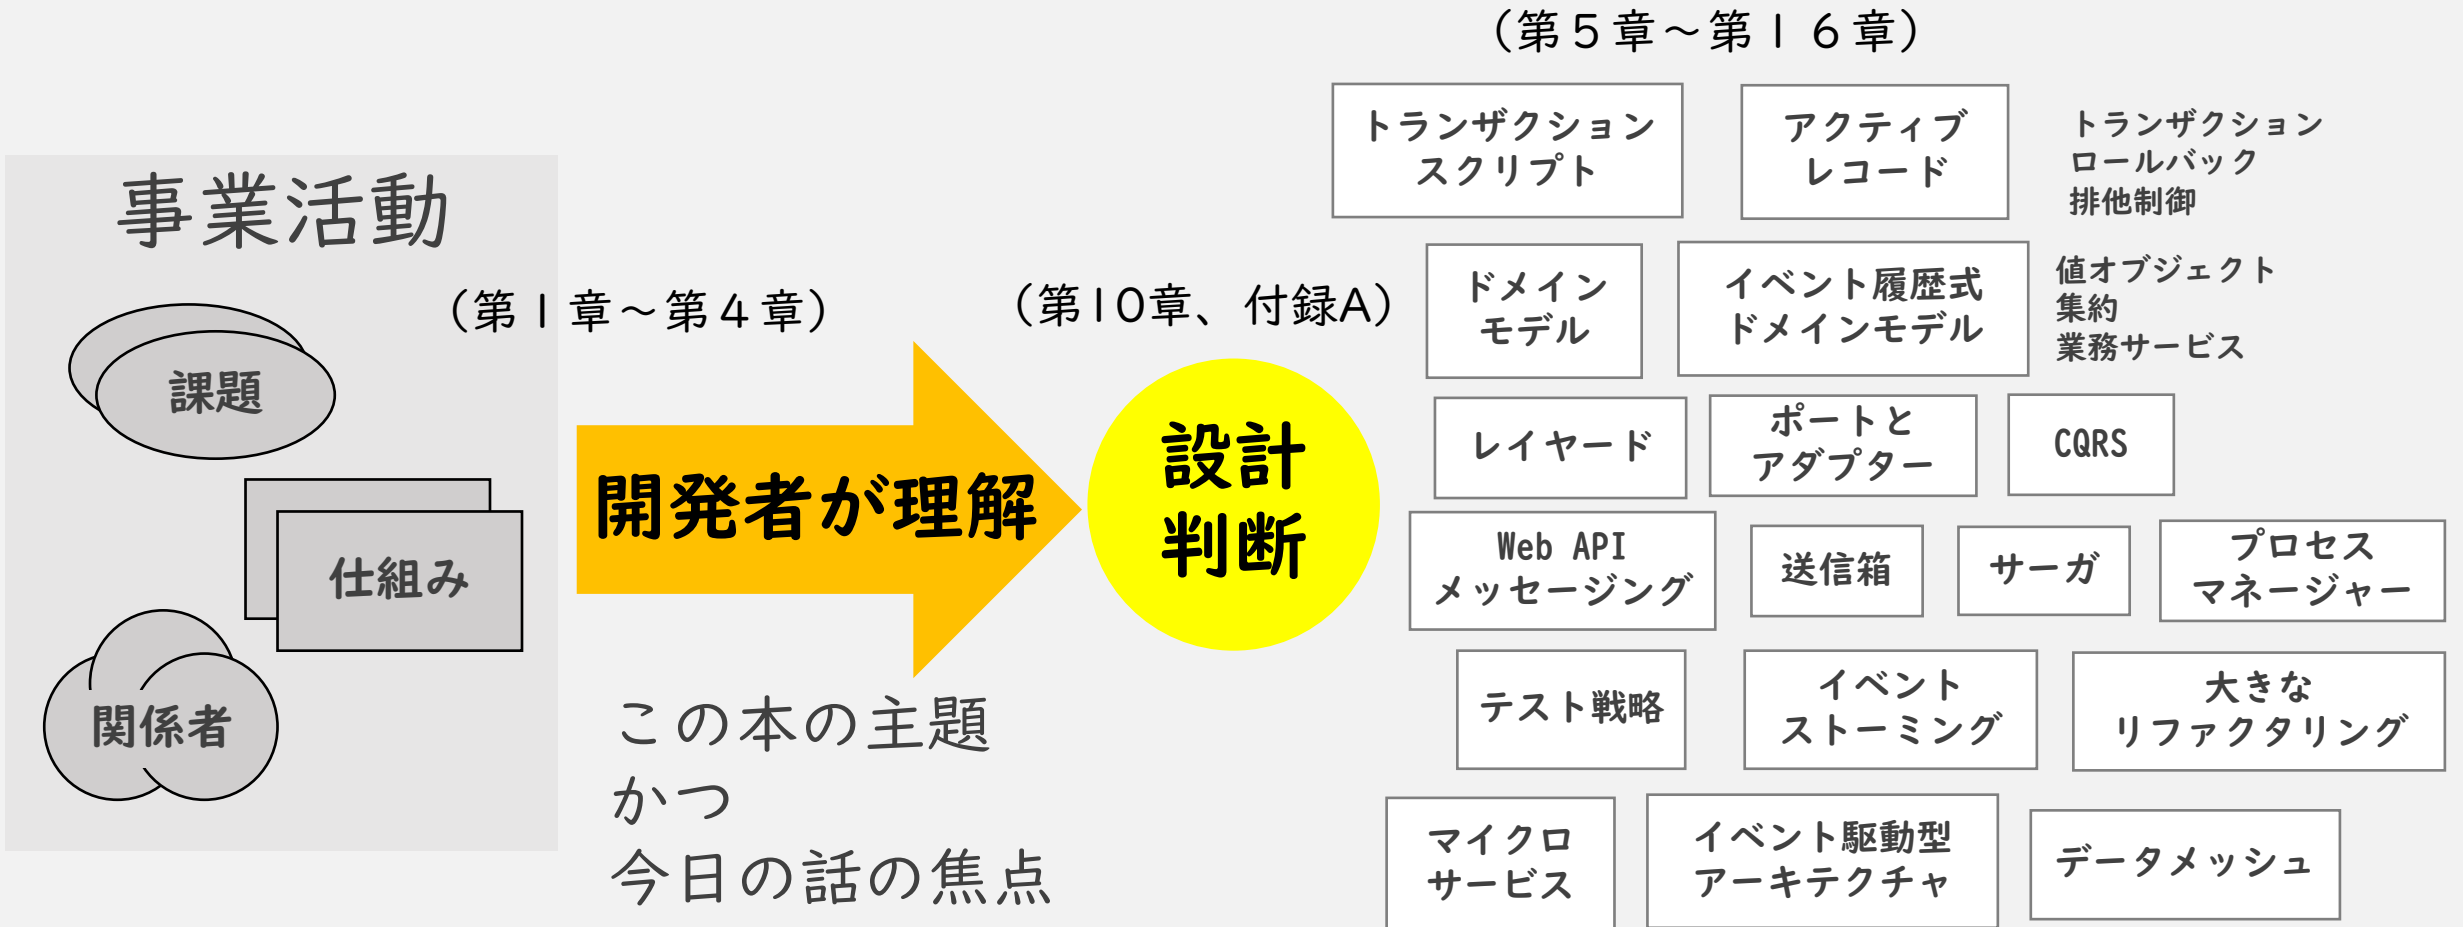 事業活動
課題
仕組み
関係者
（第1章～第4章）
開発者が理解
この本の主題
かつ
今日の話の焦点
（第10章、付録A）
設計
判断
（第５章～第１６章）
トランザクション
スクリプト
アクティブ
レコード
トランザクション
ロールバック
排他制御
ドメイン
モデル
イベント履歴式
ドメインモデル
値オブジェクト
集約
業務サービス
レイヤード
ポートと
アダプター
CQRS
Web API
メッセージング
送信箱
サーガ
プロセス
マネージャー
テスト戦略
イベント
ストーミング
大きな
リファクタリング
マイクロ
サービス
イベント駆動型
アーキテクチャ
データメッシュ